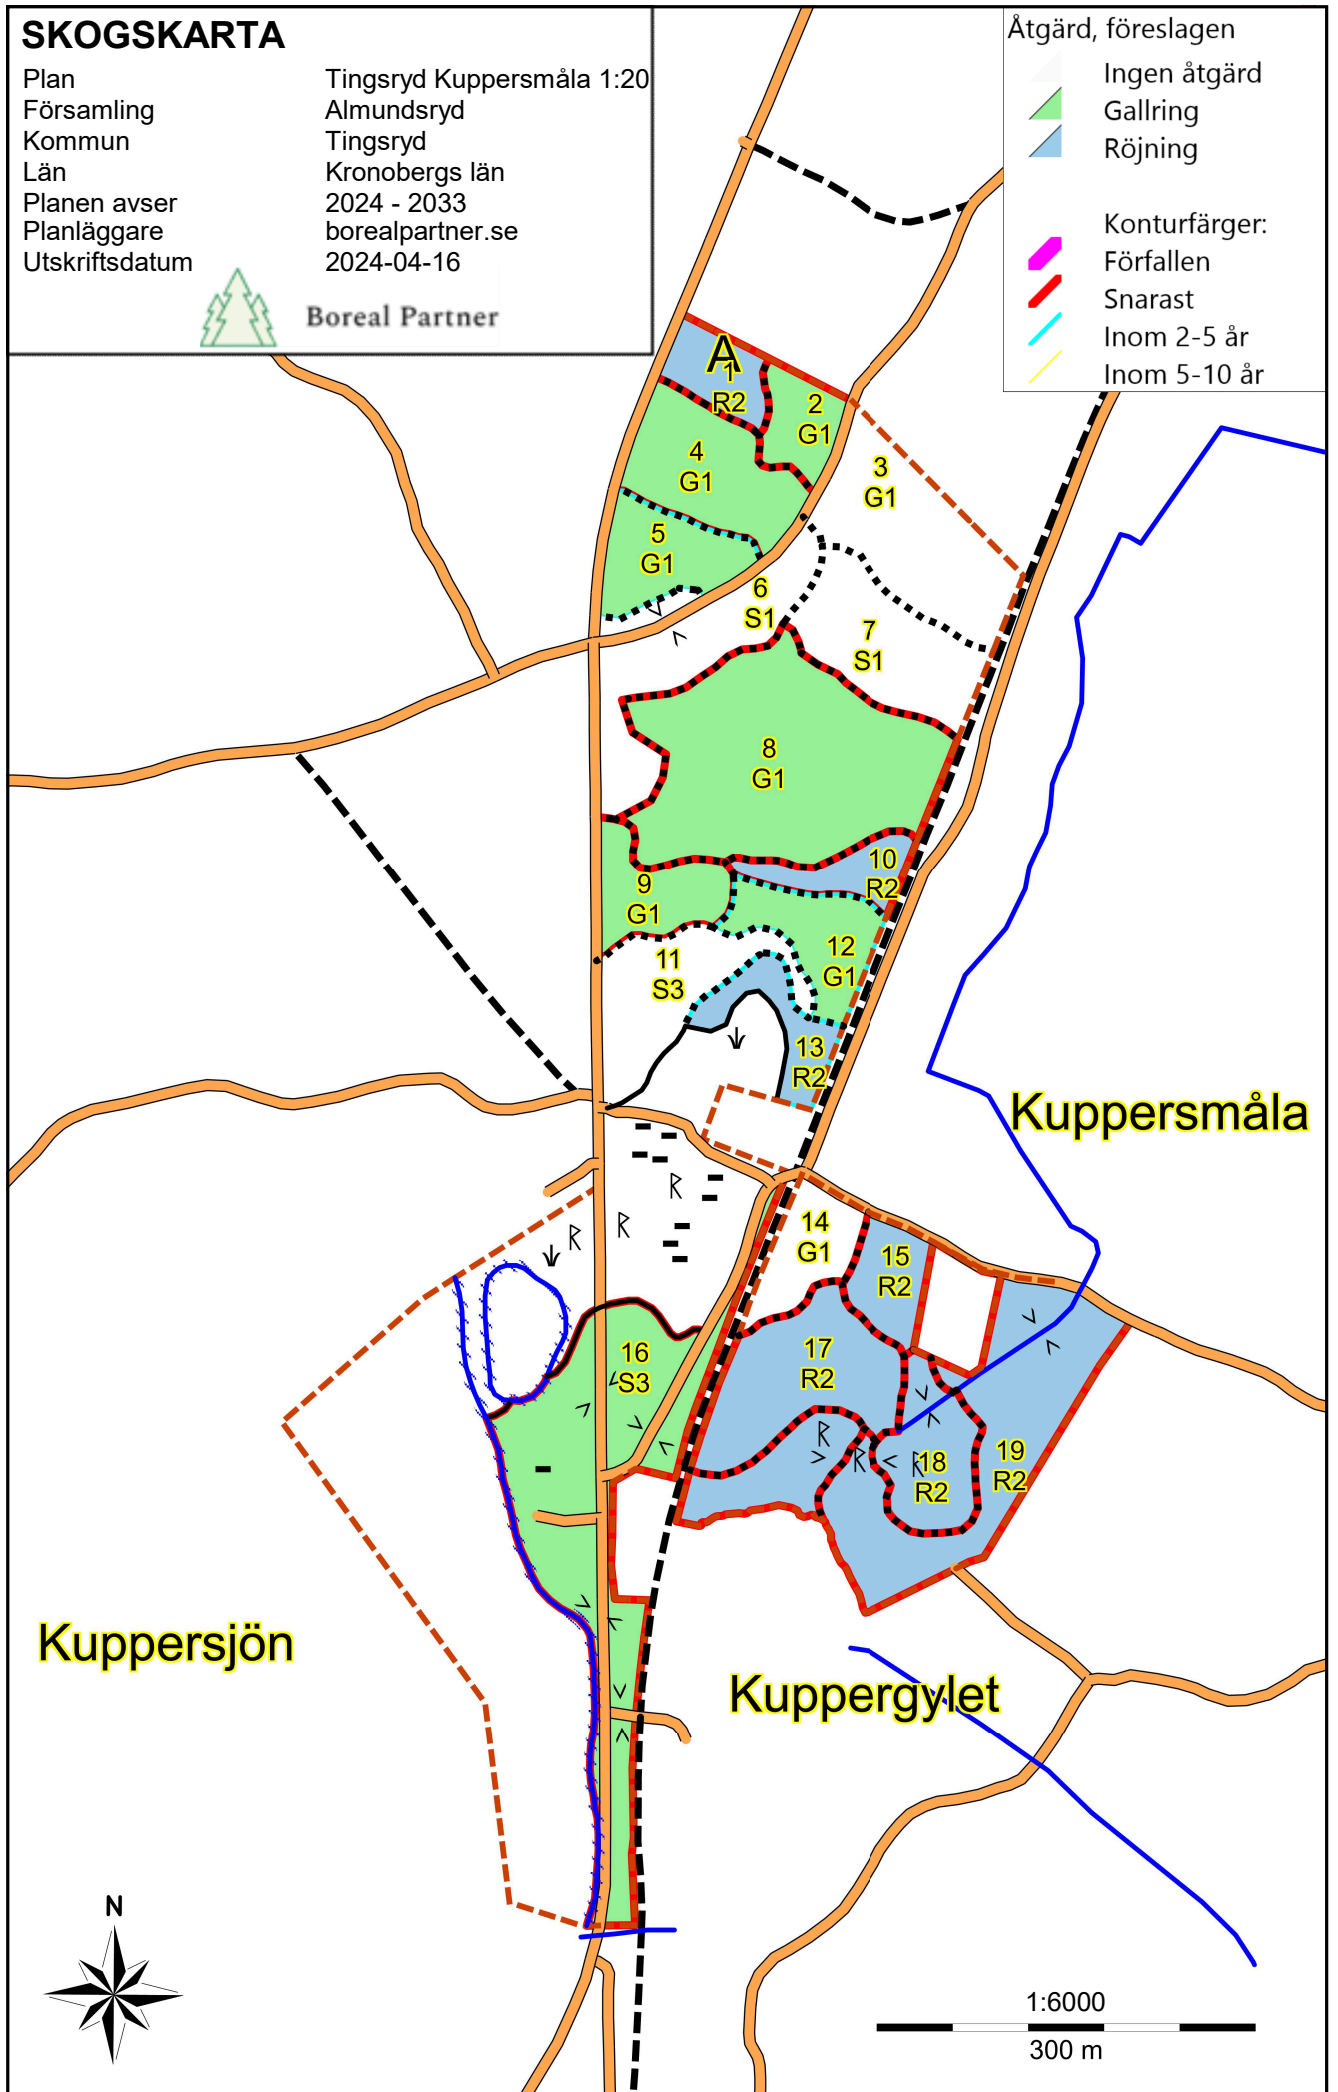 SKOGSKARTA
Plan Tingsryd Kuppersmåla 1:20
Församling Almundsryd
Kommun Tingsryd
Län Kronobergs län
Planen avser 2024 - 2033
Planläggare borealpartner.se
Utskriftsdatum 2024-04-16
Boreal Partner
Åtgärd, föreslagen
Ingen åtgärd
Gallring
Röjning
Konturfärger:
Förfallen
Snarast
Inom 2-5 år
Inom 5-10 år
A
1
R2
2
G1
3
G1
4
G1
5
G1
6
S1
7
S1
8
G1
9
G1
10
R2
11
S3
12
G1
13
R2
Kuppersmåla
14
G1
15
R2
16
S3
17
R2
18
R2
19
R2
Kuppersjön
Kuppergylet
N
1:6000
300 m